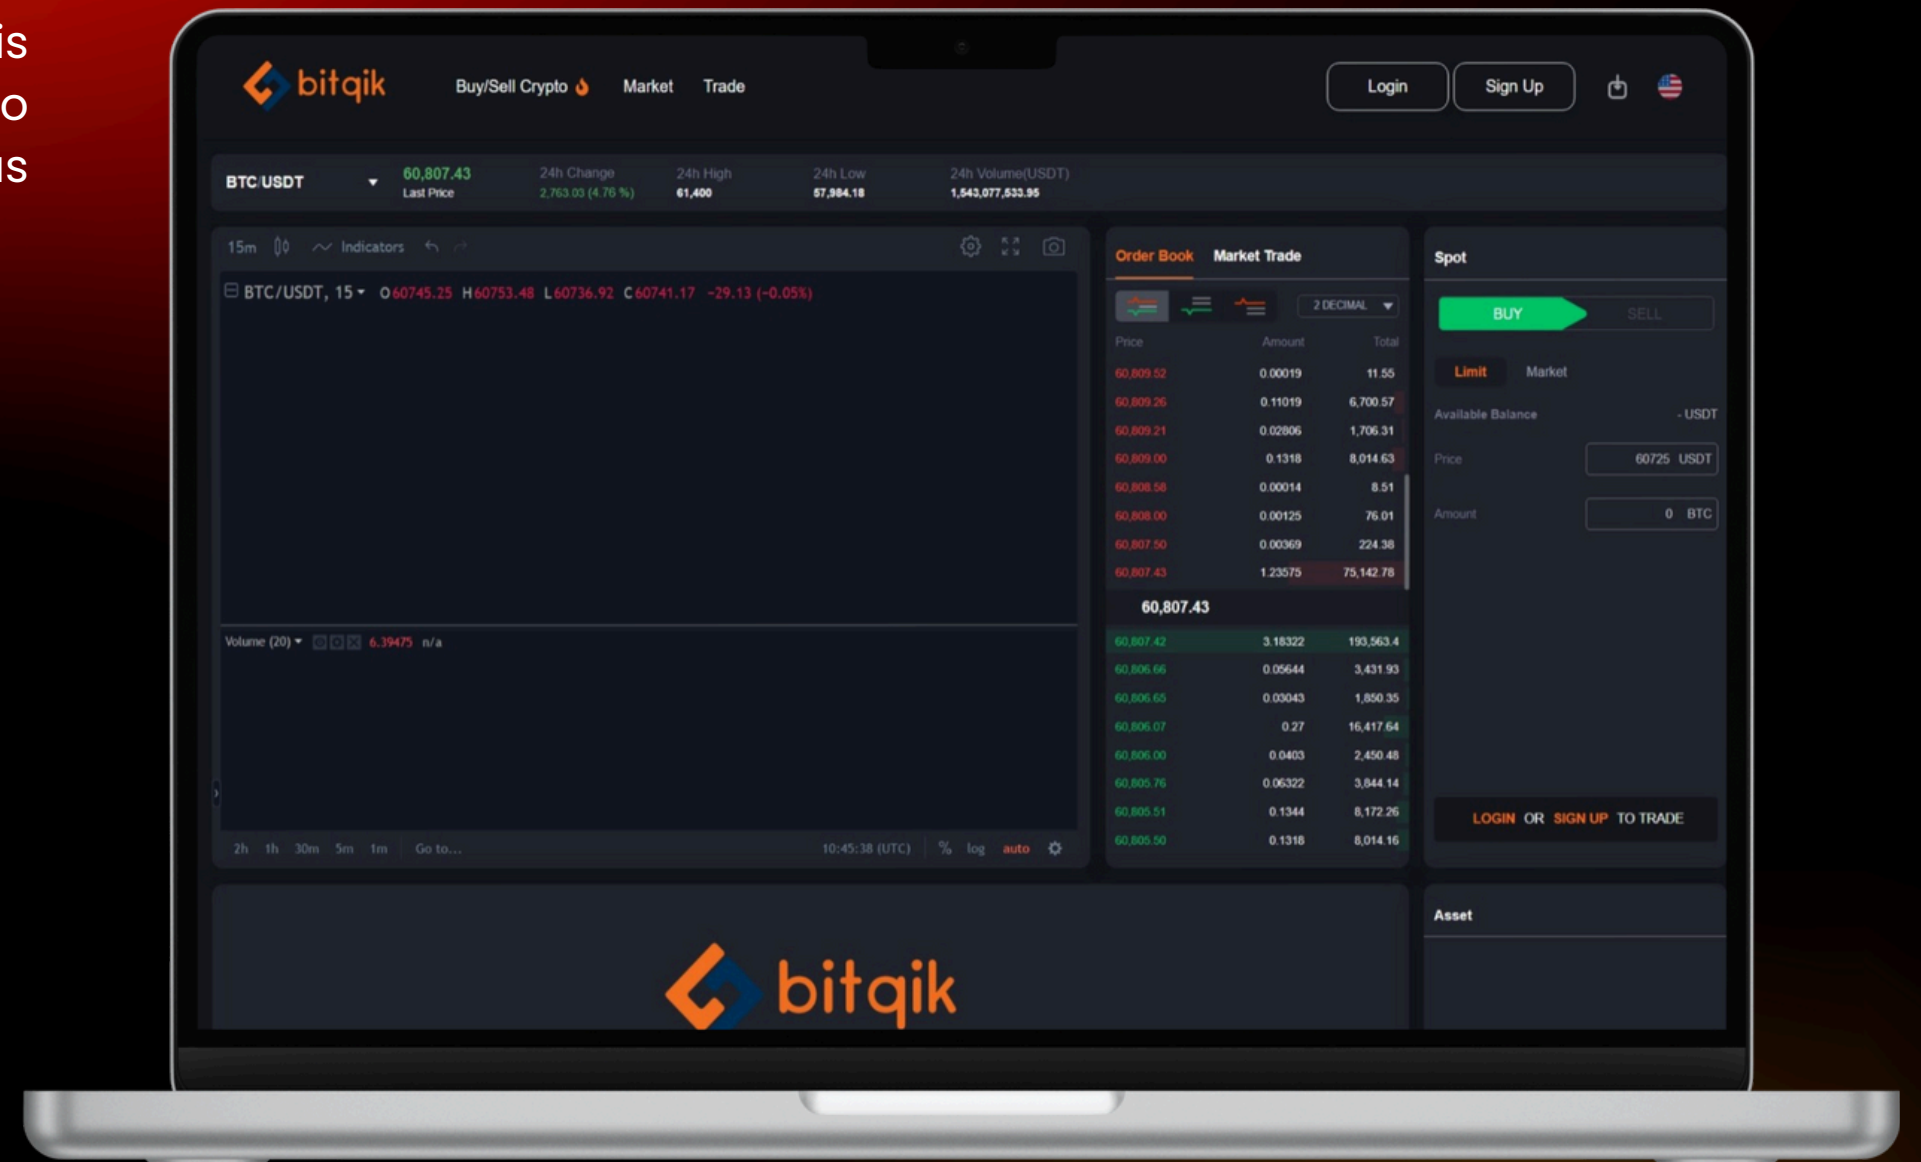 is
o
us
bitqik
Buy/Sell Crypto Market Trade
Login Sign Up
BTC/USDT
60,807.43
Last Price
24h Change
2,763.03 (4.76 %)
24h High
61,400
24h Low
57,984.18
24h Volume(USDT)
1,543,077,533.95
15m Indicators
BTC/USDT, 15 O60745.25 H60753.48 L60736.92 C60741.17 -29.13 (-0.05%)
Volume (20) 6.39475 n/a
2h 1h 30m 5m 1m Go to... 10:45:38 (UTC) % log auto
Order Book Market Trade
2 DECIMAL
Price Amount Total
60,809.52 0.00019 11.55
60,809.26 0.11019 6,700.57
60,809.21 0.02806 1,706.31
60,809.00 0.1318 8,014.63
60,808.58 0.00014 8.51
60,808.00 0.00125 76.01
60,807.50 0.00369 224.38
60,807.43 1.23575 75,142.78
60,807.43
60,807.42 3.18322 193,563.4
60,806.66 0.05644 3,431.93
60,806.65 0.03043 1,850.35
60,806.07 0.27 16,417.64
60,806.00 0.0403 2,450.48
60,805.76 0.06322 3,844.14
60,805.51 0.1344 8,172.26
60,805.50 0.1318 8,014.16
Spot
BUY SELL
Limit Market
Available Balance - USDT
Price 60725 USDT
Amount 0 BTC
LOGIN OR SIGN UP TO TRADE
bitqik
Asset